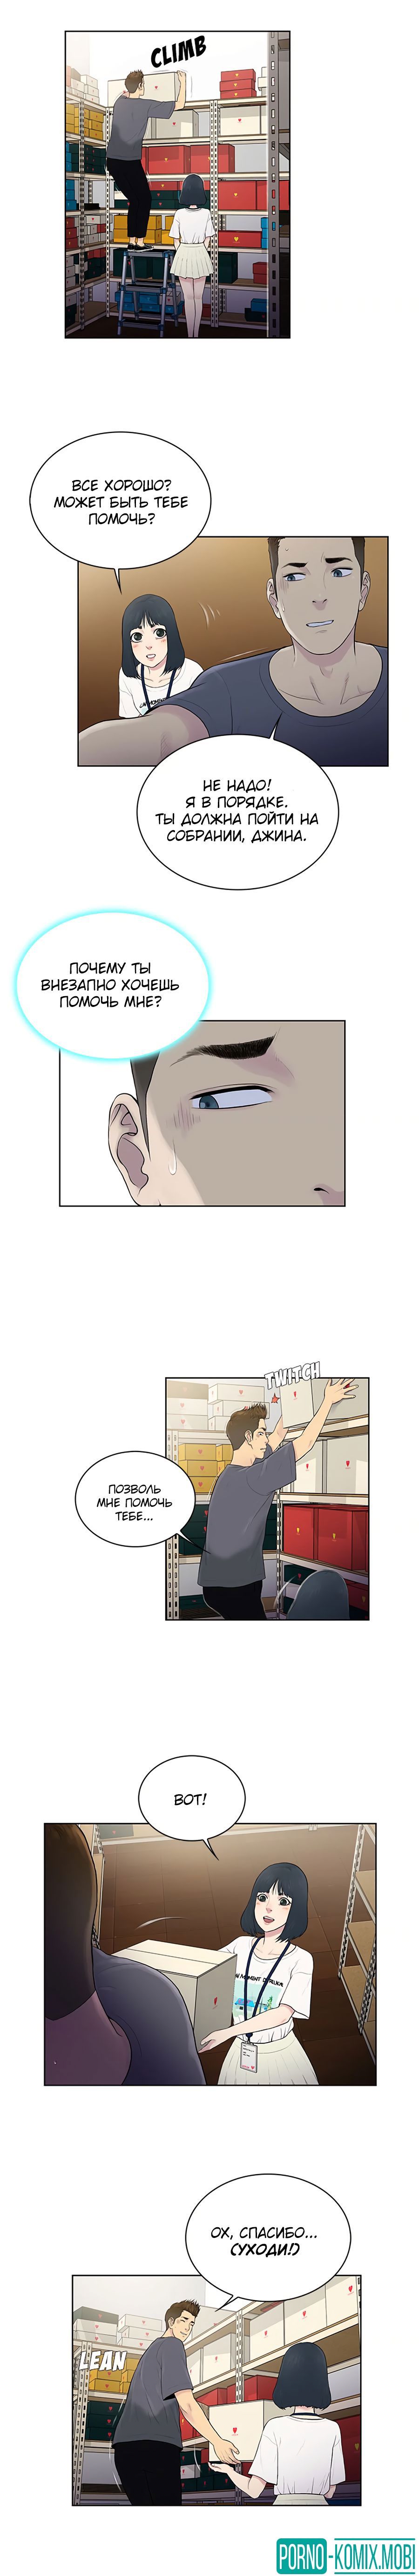 CLIMB
ВСЕ ХОРОШО?
МОЖЕТ БЫТЬ ТЕБЕ
ПОМОЧЬ?
НЕ НАДО!
Я В ПОРЯДКЕ.
ТЫ ДОЛЖНА ПОЙТИ НА
СОБРАНИИ, ДЖИНА.
ПОЧЕМУ ТЫ
ВНЕЗАПНО ХОЧЕШЬ
ПОМОЧЬ МНЕ?
TWITCH
ПОЗВОЛЬ
МНЕ ПОМОЧЬ
ТЕБЕ...
ВОТ!
ОХ, СПАСИБО...
(УХОДИ!)
LEAN
PORNO-KOMIX.MOBI